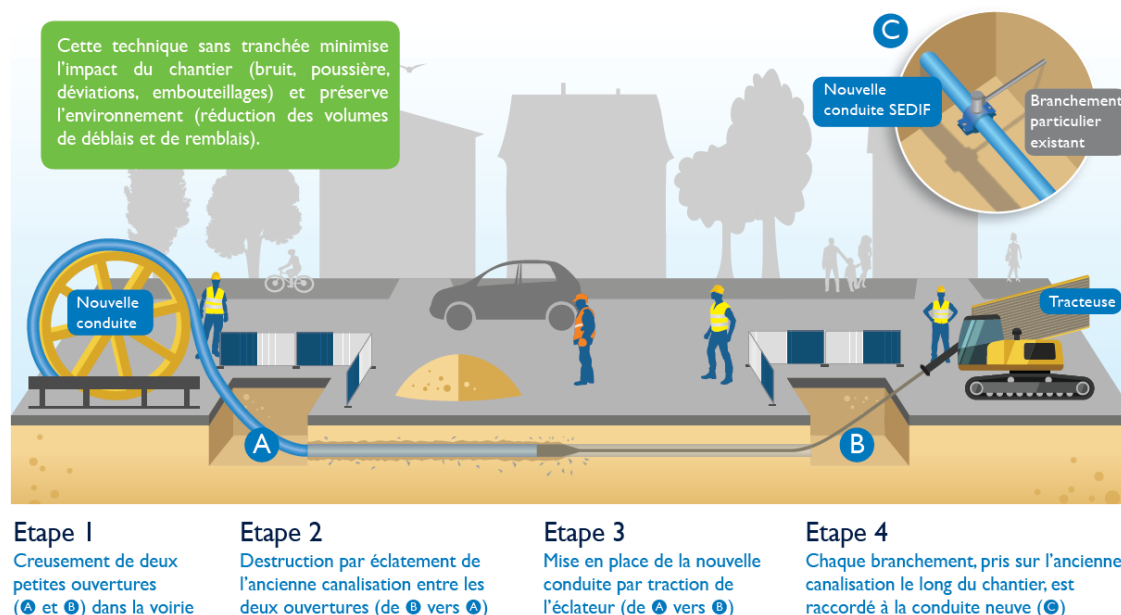 Cette technique sans tranchée minimise
l'impact du chantier (bruit, poussière,
déviations, embouteillages) et préserve
l'environnement (réduction des volumes
de déblais et de remblais).
C
Nouvelle
conduite SEDIF
Branchement
particulier
existant
Nouvelle
conduite
Tracteuse
A
B
Etape 1
Creusement de deux
petites ouvertures
(A et B) dans la voirie
Etape 2
Destruction par éclatement de
l'ancienne canalisation entre les
deux ouvertures (de B vers A)
Etape 3
Mise en place de la nouvelle
conduite par traction de
l'éclateur (de A vers B)
Etape 4
Chaque branchement, pris sur l'ancienne
canalisation le long du chantier, est
raccordé à la conduite neuve (C)